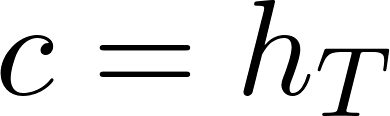 c = h_T